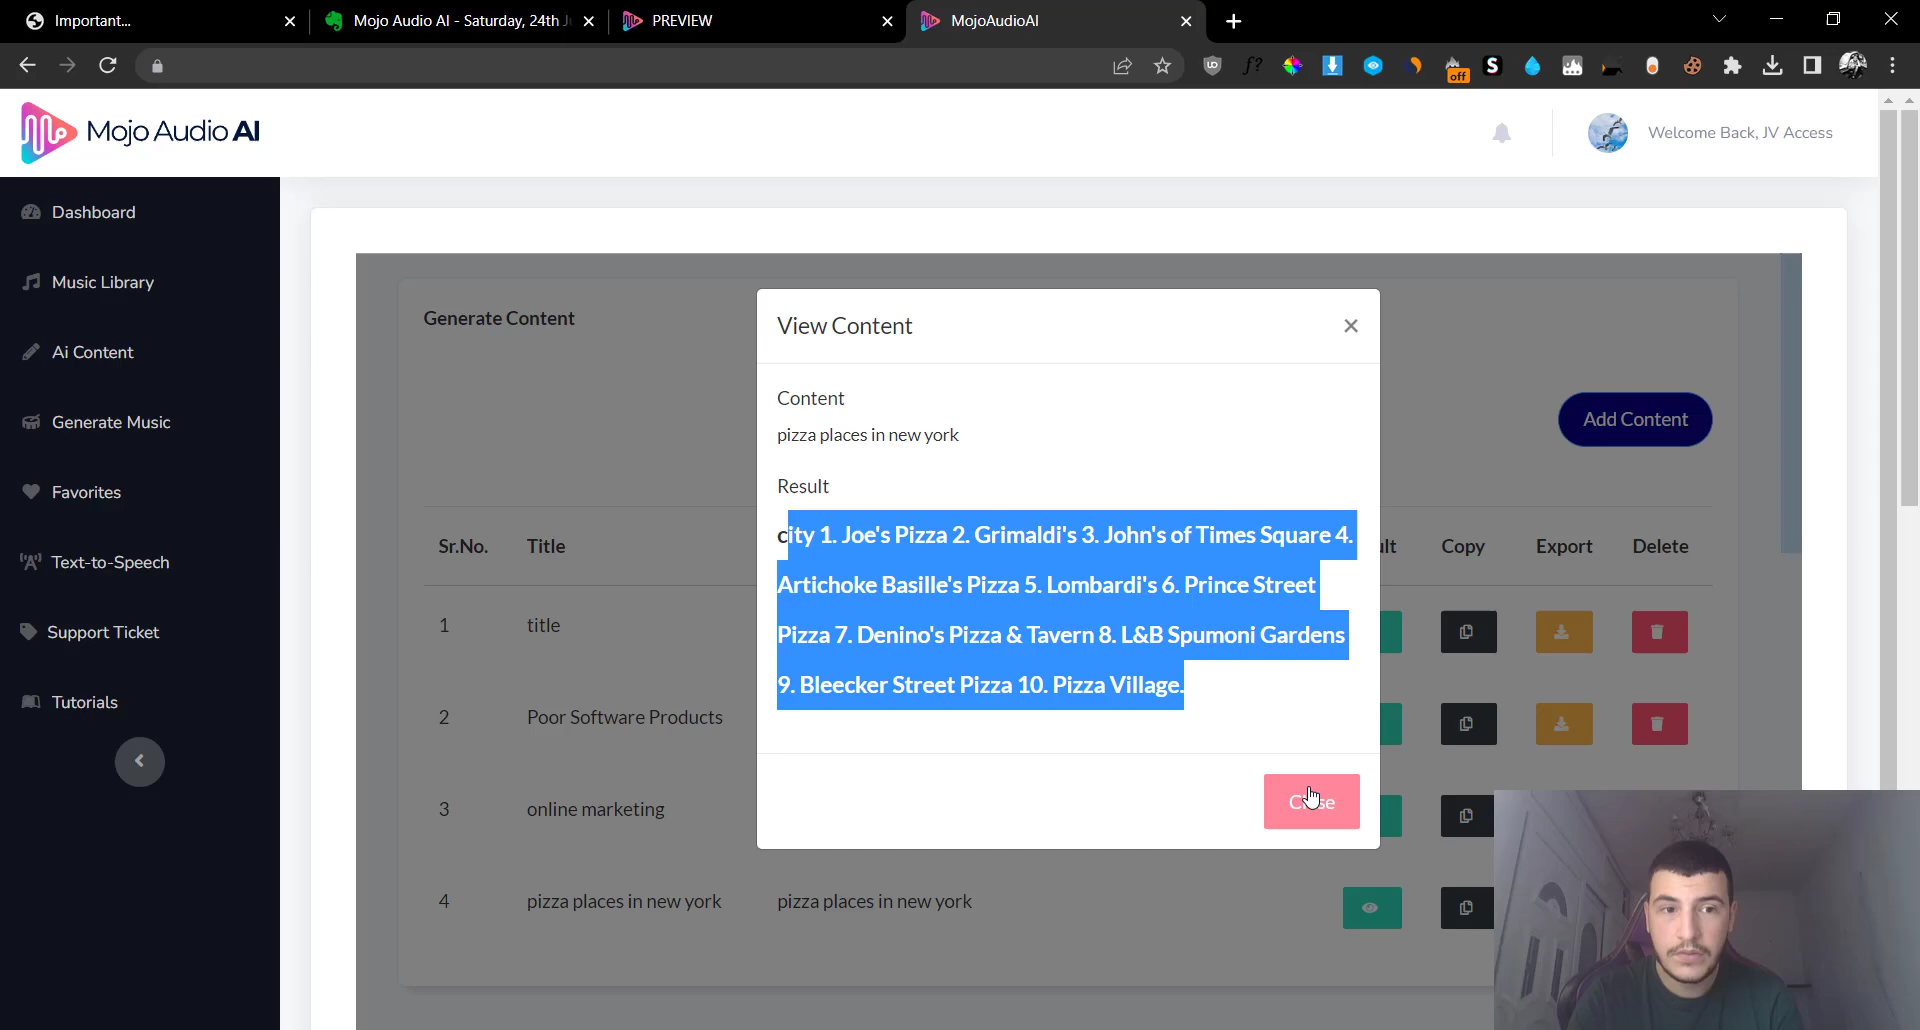 Important...
Mojo Audio AI - Saturday, 24th
PREVIEW
MojoAudioAI
off
Mojo Audio AI
Welcome Back, JV Access
Dashboard
Music Library
Ai Content
Generate Music
Favorites
Text-to-Speech
Support Ticket
Tutorials
Generate Content
Add Content
Sr.No. Title Copy Export Delete
1 title
2 Poor Software Products
3 online marketing
4 pizza places in new york pizza places in new york
View Content
Content
pizza places in new york
Result
city 1. Joe's Pizza 2. Grimaldi's 3. John's of Times Square 4.
Artichoke Basille's Pizza 5. Lombardi's 6. Prince Street
Pizza 7. Denino's Pizza & Tavern 8. L&B Spumoni Gardens
9. Bleecker Street Pizza 10. Pizza Village.
Close